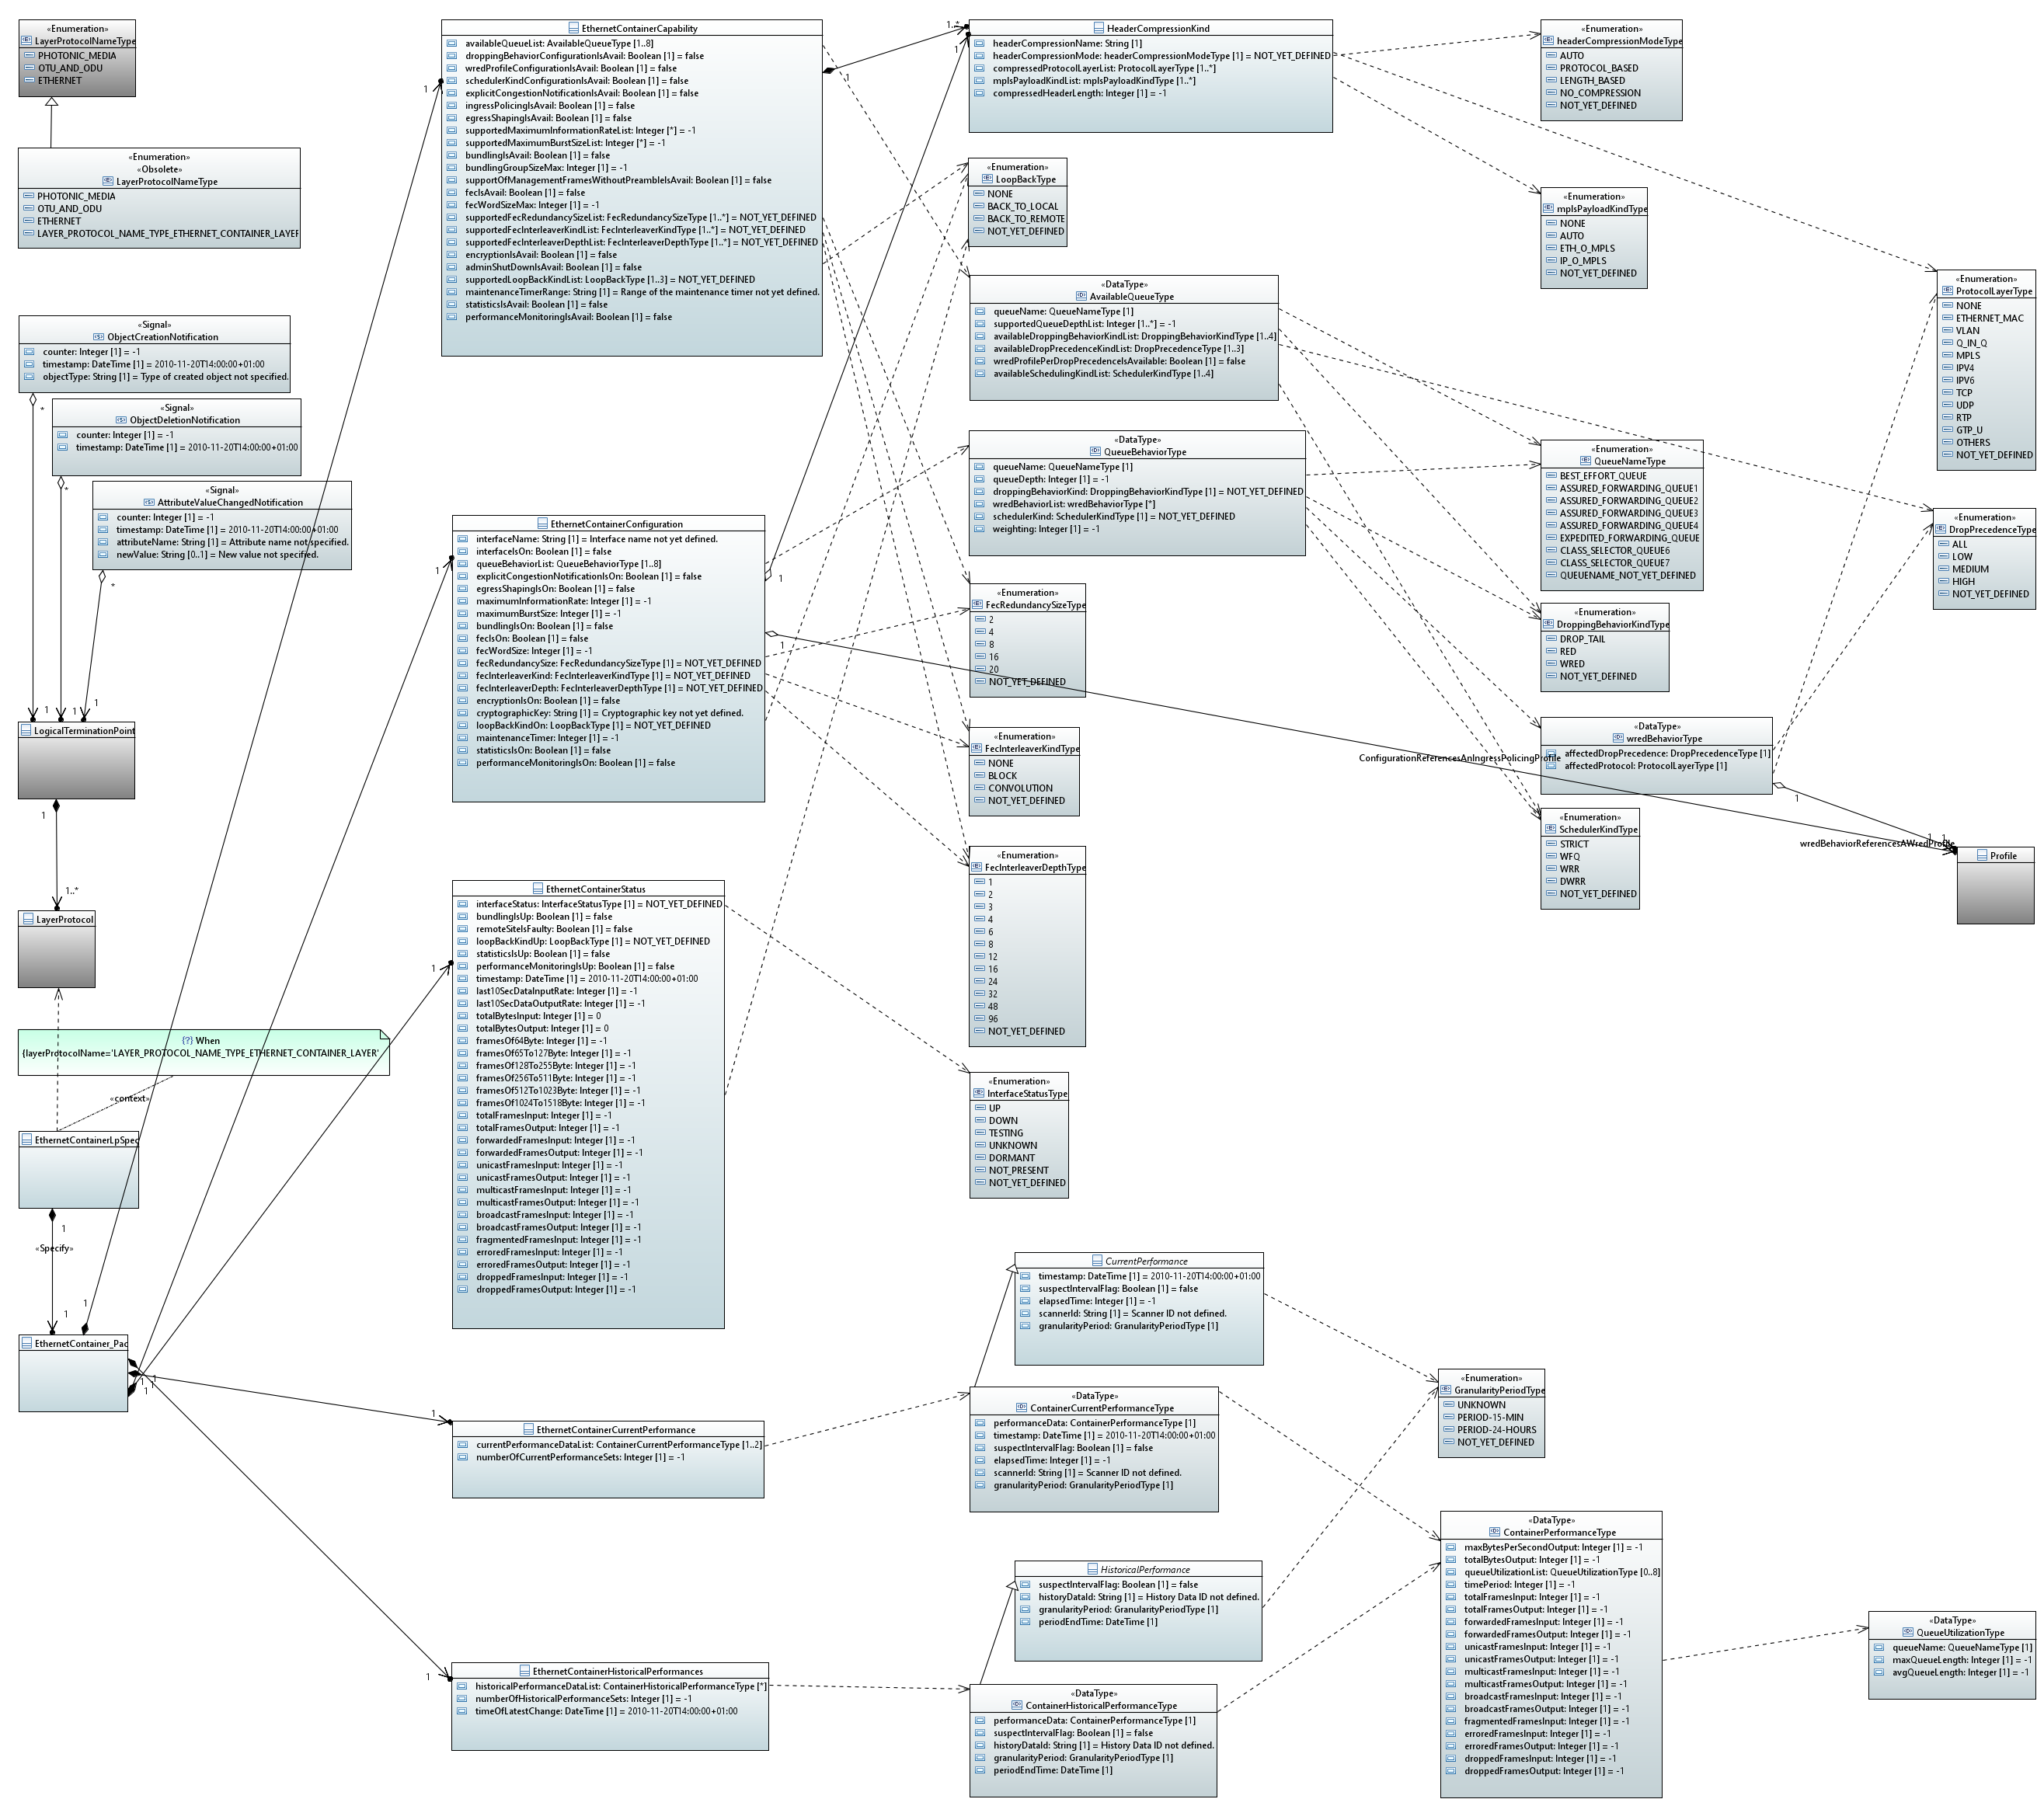 «Enumeration»
LayerProtocolNameType
PHOTONIC_MEDIA
OTU_AND_ODU
ETHERNET
«Enumeration»
«Obsolete»
LayerProtocolNameType
PHOTONIC_MEDIA
OTU_AND_ODU
ETHERNET
LAYER_PROTOCOL_NAME_TYPE_ETHERNET_CONTAINER_LAYER
«Signal»
ObjectCreationNotification
counter: Integer [1] = -1
timestamp: DateTime [1] = 2010-11-20T14:00:00+01:00
objectType: String [1] = Type of created object not specified.
*
«Signal»
ObjectDeletionNotification
counter: Integer [1] = -1
timestamp: DateTime [1] = 2010-11-20T14:00:00+01:00
*
«Signal»
AttributeValueChangedNotification
counter: Integer [1] = -1
timestamp: DateTime [1] = 2010-11-20T14:00:00+01:00
attributeName: String [1] = Attribute name not specified.
newValue: String [0..1] = New value not specified.
*
1
1
1
LogicalTerminationPoint
1
1..*
LayerProtocol
{?} When
{layerProtocolName='LAYER_PROTOCOL_NAME_TYPE_ETHERNET_CONTAINER_LAYER'
«context»
EthernetContainerLpSpec
1
«Specify»
1
1
EthernetContainer_Pac
1
1
1
EthernetContainerCapability
availableQueueList: AvailableQueueType [1..8]
droppingBehaviorConfigurationIsAvail: Boolean [1] = false
wredProfileConfigurationIsAvail: Boolean [1] = false
schedulerKindConfigurationIsAvail: Boolean [1] = false
explicitCongestionNotificationIsAvail: Boolean [1] = false
ingressPolicingIsAvail: Boolean [1] = false
egressShapingIsAvail: Boolean [1] = false
supportedMaximumInformationRateList: Integer [*] = -1
supportedMaximumBurstSizeList: Integer [*] = -1
bundlingIsAvail: Boolean [1] = false
bundlingGroupSizeMax: Integer [1] = -1
supportOfManagementFramesWithoutPreambleIsAvail: Boolean [1] = false
fecIsAvail: Boolean [1] = false
fecWordSizeMax: Integer [1] = -1
supportedFecRedundancySizeList: FecRedundancySizeType [1..*] = NOT_YET_DEFINED
supportedFecInterleaverKindList: FecInterleaverKindType [1..*] = NOT_YET_DEFINED
supportedFecInterleaverDepthList: FecInterleaverDepthType [1..*] = NOT_YET_DEFINED
encryptionIsAvail: Boolean [1] = false
adminShutDownIsAvail: Boolean [1] = false
supportedLoopBackKindList: LoopBackType [1..3] = NOT_YET_DEFINED
maintenanceTimerRange: String [1] = Range of the maintenance timer not yet defined.
statisticsIsAvail: Boolean [1] = false
performanceMonitoringIsAvail: Boolean [1] = false
1
1
1..*
1
EthernetContainerConfiguration
interfaceName: String [1] = Interface name not yet defined.
interfaceIsOn: Boolean [1] = false
queueBehaviorList: QueueBehaviorType [1..8]
explicitCongestionNotificationIsOn: Boolean [1] = false
egressShapingIsOn: Boolean [1] = false
maximumInformationRate: Integer [1] = -1
maximumBurstSize: Integer [1] = -1
bundlingIsOn: Boolean [1] = false
fecIsOn: Boolean [1] = false
fecWordSize: Integer [1] = -1
fecRedundancySize: FecRedundancySizeType [1] = NOT_YET_DEFINED
fecInterleaverKind: FecInterleaverKindType [1] = NOT_YET_DEFINED
fecInterleaverDepth: FecInterleaverDepthType [1] = NOT_YET_DEFINED
encryptionIsOn: Boolean [1] = false
cryptographicKey: String [1] = Cryptographic key not yet defined.
loopBackKindOn: LoopBackType [1] = NOT_YET_DEFINED
maintenanceTimer: Integer [1] = -1
statisticsIsOn: Boolean [1] = false
performanceMonitoringIsOn: Boolean [1] = false
1
1
1
EthernetContainerStatus
interfaceStatus: InterfaceStatusType [1] = NOT_YET_DEFINED
bundlingIsUp: Boolean [1] = false
remoteSiteIsFaulty: Boolean [1] = false
loopBackKindUp: LoopBackType [1] = NOT_YET_DEFINED
statisticsIsUp: Boolean [1] = false
performanceMonitoringIsUp: Boolean [1] = false
timestamp: DateTime [1] = 2010-11-20T14:00:00+01:00
last10SecDataInputRate: Integer [1] = -1
last10SecDataOutputRate: Integer [1] = -1
totalBytesInput: Integer [1] = 0
totalBytesOutput: Integer [1] = 0
framesOf64Byte: Integer [1] = -1
framesOf65To127Byte: Integer [1] = -1
framesOf128To255Byte: Integer [1] = -1
framesOf256To511Byte: Integer [1] = -1
framesOf512To1023Byte: Integer [1] = -1
framesOf1024To1518Byte: Integer [1] = -1
totalFramesInput: Integer [1] = -1
totalFramesOutput: Integer [1] = -1
forwardedFramesInput: Integer [1] = -1
forwardedFramesOutput: Integer [1] = -1
unicastFramesInput: Integer [1] = -1
unicastFramesOutput: Integer [1] = -1
multicastFramesInput: Integer [1] = -1
multicastFramesOutput: Integer [1] = -1
broadcastFramesInput: Integer [1] = -1
broadcastFramesOutput: Integer [1] = -1
fragmentedFramesInput: Integer [1] = -1
erroredFramesInput: Integer [1] = -1
erroredFramesOutput: Integer [1] = -1
droppedFramesInput: Integer [1] = -1
droppedFramesOutput: Integer [1] = -1
1
1
EthernetContainerCurrentPerformance
currentPerformanceDataList: ContainerCurrentPerformanceType [1..2]
numberOfCurrentPerformanceSets: Integer [1] = -1
1
EthernetContainerHistoricalPerformances
historicalPerformanceDataList: ContainerHistoricalPerformanceType [*]
numberOfHistoricalPerformanceSets: Integer [1] = -1
timeOfLatestChange: DateTime [1] = 2010-11-20T14:00:00+01:00
1
HeaderCompressionKind
headerCompressionName: String [1]
headerCompressionMode: headerCompressionModeType [1] = NOT_YET_DEFINED
compressedProtocolLayerList: ProtocolLayerType [1..*]
mplsPayloadKindList: mplsPayloadKindType [1..*]
compressedHeaderLength: Integer [1] = -1
«Enumeration»
LoopBackType
NONE
BACK_TO_LOCAL
BACK_TO_REMOTE
NOT_YET_DEFINED
«DataType»
AvailableQueueType
queueName: QueueNameType [1]
supportedQueueDepthList: Integer [1..*] = -1
availableDroppingBehaviorKindList: DroppingBehaviorKindType [1..4]
availableDropPrecedenceKindList: DropPrecedenceType [1..3]
wredProfilePerDropPrecedenceIsAvailable: Boolean [1] = false
availableSchedulingKindList: SchedulerKindType [1..4]
«DataType»
QueueBehaviorType
queueName: QueueNameType [1]
queueDepth: Integer [1] = -1
droppingBehaviorKind: DroppingBehaviorKindType [1] = NOT_YET_DEFINED
wredBehaviorList: wredBehaviorType [*]
schedulerKind: SchedulerKindType [1] = NOT_YET_DEFINED
weighting: Integer [1] = -1
«Enumeration»
FecRedundancySizeType
2
4
8
16
20
NOT_YET_DEFINED
«Enumeration»
FecInterleaverKindType
NONE
BLOCK
CONVOLUTION
NOT_YET_DEFINED
«Enumeration»
FecInterleaverDepthType
1
2
3
4
6
8
12
16
24
32
48
96
NOT_YET_DEFINED
«Enumeration»
InterfaceStatusType
UP
DOWN
TESTING
UNKNOWN
DORMANT
NOT_PRESENT
NOT_YET_DEFINED
CurrentPerformance
timestamp: DateTime [1] = 2010-11-20T14:00:00+01:00
suspectIntervalFlag: Boolean [1] = false
elapsedTime: Integer [1] = -1
scannerId: String [1] = Scanner ID not defined.
granularityPeriod: GranularityPeriodType [1]
«DataType»
ContainerCurrentPerformanceType
performanceData: ContainerPerformanceType [1]
timestamp: DateTime [1] = 2010-11-20T14:00:00+01:00
suspectIntervalFlag: Boolean [1] = false
elapsedTime: Integer [1] = -1
scannerId: String [1] = Scanner ID not defined.
granularityPeriod: GranularityPeriodType [1]
HistoricalPerformance
suspectIntervalFlag: Boolean [1] = false
historyDataId: String [1] = History Data ID not defined.
granularityPeriod: GranularityPeriodType [1]
periodEndTime: DateTime [1]
«DataType»
ContainerHistoricalPerformanceType
performanceData: ContainerPerformanceType [1]
suspectIntervalFlag: Boolean [1] = false
historyDataId: String [1] = History Data ID not defined.
granularityPeriod: GranularityPeriodType [1]
periodEndTime: DateTime [1]
«Enumeration»
headerCompressionModeType
AUTO
PROTOCOL_BASED
LENGTH_BASED
NO_COMPRESSION
NOT_YET_DEFINED
«Enumeration»
mplsPayloadKindType
NONE
AUTO
ETH_O_MPLS
IP_O_MPLS
NOT_YET_DEFINED
«Enumeration»
QueueNameType
BEST_EFFORT_QUEUE
ASSURED_FORWARDING_QUEUE1
ASSURED_FORWARDING_QUEUE2
ASSURED_FORWARDING_QUEUE3
ASSURED_FORWARDING_QUEUE4
EXPEDITED_FORWARDING_QUEUE
CLASS_SELECTOR_QUEUE6
CLASS_SELECTOR_QUEUE7
QUEUENAME_NOT_YET_DEFINED
«Enumeration»
DroppingBehaviorKindType
DROP_TAIL
RED
WRED
NOT_YET_DEFINED
«DataType»
wredBehaviorType
affectedDropPrecedence: DropPrecedenceType [1]
affectedProtocol: ProtocolLayerType [1]
ConfigurationReferencesAnIngressPolicingProfile
1
«Enumeration»
SchedulerKindType
STRICT
WFQ
WRR
DWRR
NOT_YET_DEFINED
wredBehaviorReferencesAWredProfile
1
1
Profile
«Enumeration»
ProtocolLayerType
NONE
ETHERNET_MAC
VLAN
Q_IN_Q
MPLS
IPV4
IPV6
TCP
UDP
RTP
GTP_U
OTHERS
NOT_YET_DEFINED
«Enumeration»
DropPrecedenceType
ALL
LOW
MEDIUM
HIGH
NOT_YET_DEFINED
«Enumeration»
GranularityPeriodType
UNKNOWN
PERIOD-15-MIN
PERIOD-24-HOURS
NOT_YET_DEFINED
«DataType»
ContainerPerformanceType
maxBytesPerSecondOutput: Integer [1] = -1
totalBytesOutput: Integer [1] = -1
queueUtilizationList: QueueUtilizationType [0..8]
timePeriod: Integer [1] = -1
totalFramesInput: Integer [1] = -1
totalFramesOutput: Integer [1] = -1
forwardedFramesInput: Integer [1] = -1
forwardedFramesOutput: Integer [1] = -1
unicastFramesInput: Integer [1] = -1
unicastFramesOutput: Integer [1] = -1
multicastFramesInput: Integer [1] = -1
multicastFramesOutput: Integer [1] = -1
broadcastFramesInput: Integer [1] = -1
broadcastFramesOutput: Integer [1] = -1
fragmentedFramesInput: Integer [1] = -1
erroredFramesInput: Integer [1] = -1
erroredFramesOutput: Integer [1] = -1
droppedFramesInput: Integer [1] = -1
droppedFramesOutput: Integer [1] = -1
«DataType»
QueueUtilizationType
queueName: QueueNameType [1]
maxQueueLength: Integer [1] = -1
avgQueueLength: Integer [1] = -1